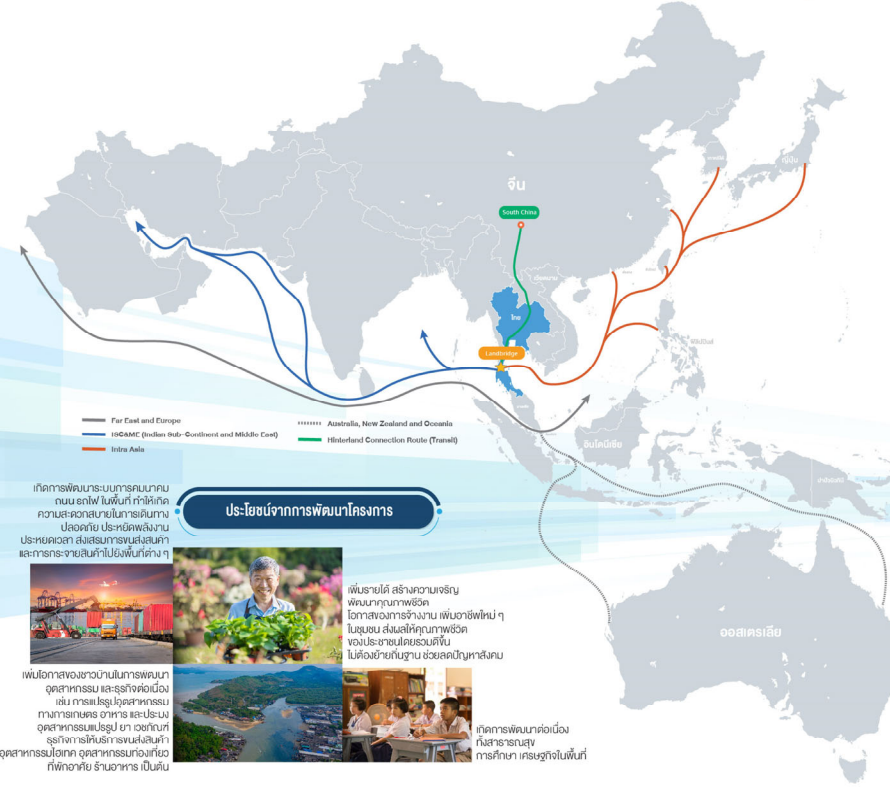 เกาหลีใต้
ญี่ปุ่น
จีน
South China
เวียดนาม
ไทย
ฟิลิปปินส์
Landbridge
Far East and Europe
ISC&ME (Indian Sub-Continent and Middle East)
Intra Asia
Australia, New Zealand and Oceania
Hinterland Connection Route (Transit)
อินโดนีเซีย
ปาปัวนิวกินี
ออสเตรเลีย
ประโยชน์จากการพัฒนาโครงการ
เกิดการพัฒนาระบบการคมนาคม
ถนน รถไฟ ในพื้นที่ ทำให้เกิด
ความสะดวกสบายในการเดินทาง
ปลอดภัย ประหยัดพลังงาน
ประหยัดเวลา ส่งเสริมการขนส่งสินค้า
และการกระจายสินค้าไปยังพื้นที่ต่าง ๆ
เพิ่มรายได้ สร้างความเจริญ
พัฒนาคุณภาพชีวิต
โอกาสของการจ้างงาน เพิ่มอาชีพใหม่ ๆ
ในชุมชน ส่งผลให้คุณภาพชีวิต
ของประชาชนโดยรวมดีขึ้น
ไม่ต้องย้ายถิ่นฐาน ช่วยลดปัญหาสังคม
เพิ่มโอกาสของชาวบ้านในการพัฒนา
อุตสาหกรรม และธุรกิจต่อเนื่อง
เช่น การแปรรูปอุตสาหกรรม
ทางการเกษตร อาหาร และประมง
อุตสาหกรรมแปรรูป ยา เวชภัณฑ์
ธุรกิจการให้บริการขนส่งสินค้า
อุตสาหกรรมไฮเทค อุตสาหกรรมท่องเที่ยว
ที่พักอาศัย ร้านอาหาร เป็นต้น
เกิดการพัฒนาต่อเนื่อง
ทั้งสาธารณสุข
การศึกษา เศรษฐกิจในพื้นที่